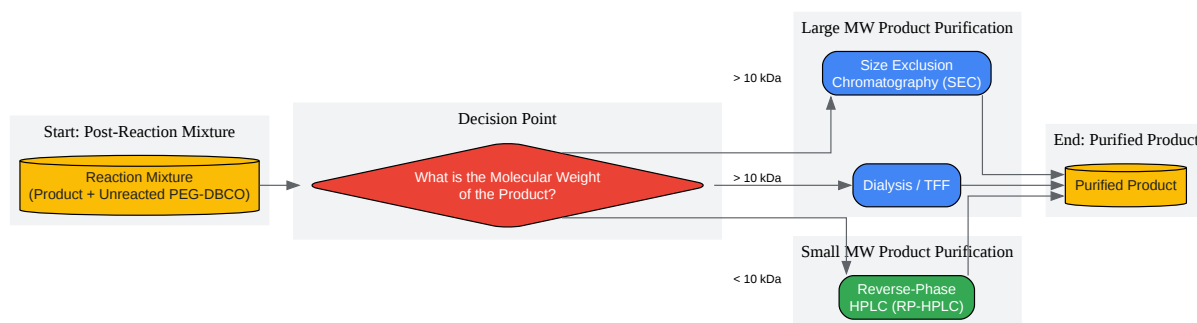 Start: Post-Reaction Mixture
Reaction Mixture
(Product + Unreacted PEG-DBCO)
Decision Point
What is the Molecular Weight
of the Product?
> 10 kDa
> 10 kDa
< 10 kDa
Large MW Product Purification
Size Exclusion
Chromatography (SEC)
Dialysis / TFF
Small MW Product Purification
Reverse-Phase
HPLC (RP-HPLC)
End: Purified Product
Purified Product